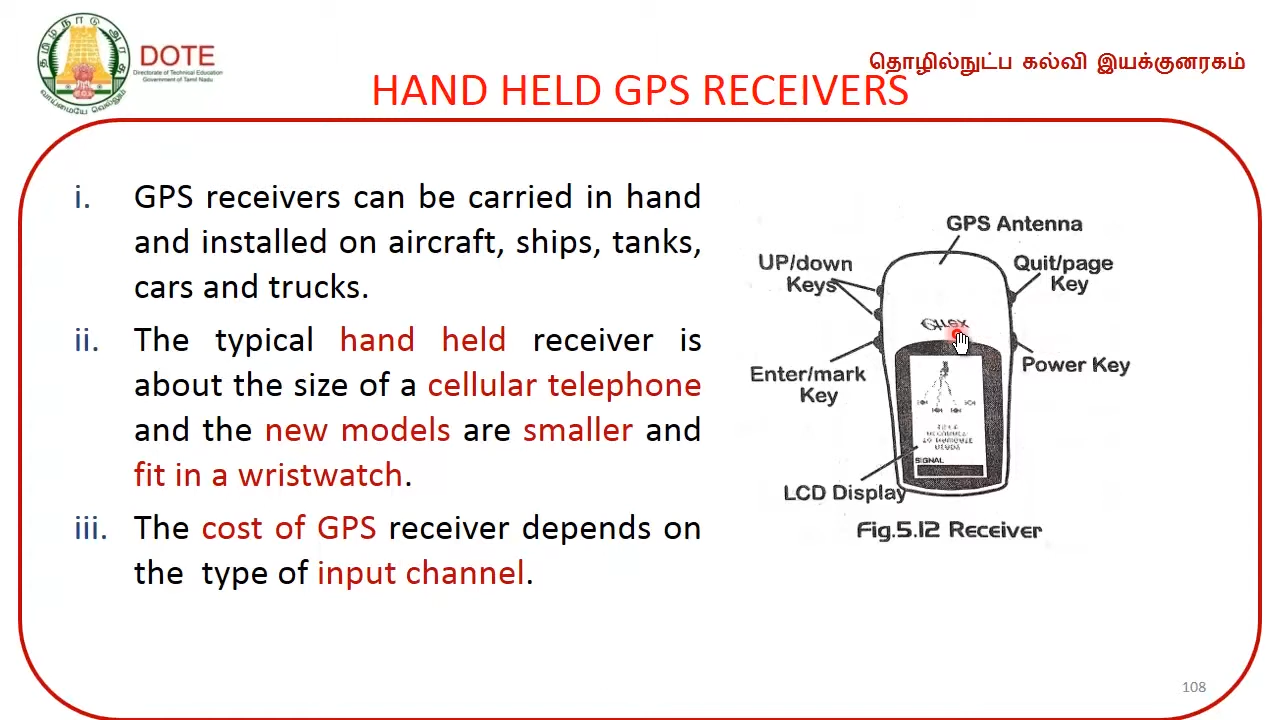 தமிழ்நாடு அரசு
வாய்மையே வெல்லும்
DOTE
Directorate of Technical Education
Government of Tamil Nadu
தொழில்நுட்ப கல்வி இயக்குனரகம்
HAND HELD GPS RECEIVERS
i. GPS receivers can be carried in hand
and installed on aircraft, ships, tanks,
cars and trucks.
ii. The typical hand held receiver is
about the size of a cellular telephone
and the new models are smaller and
fit in a wristwatch.
iii. The cost of GPS receiver depends on
the type of input channel.
GPS Antenna
UP/down
Keys
Quit/page
Key
Enter/mark
Key
Power Key
SIGNAL
LCD Display
Fig.5.12 Receiver
108